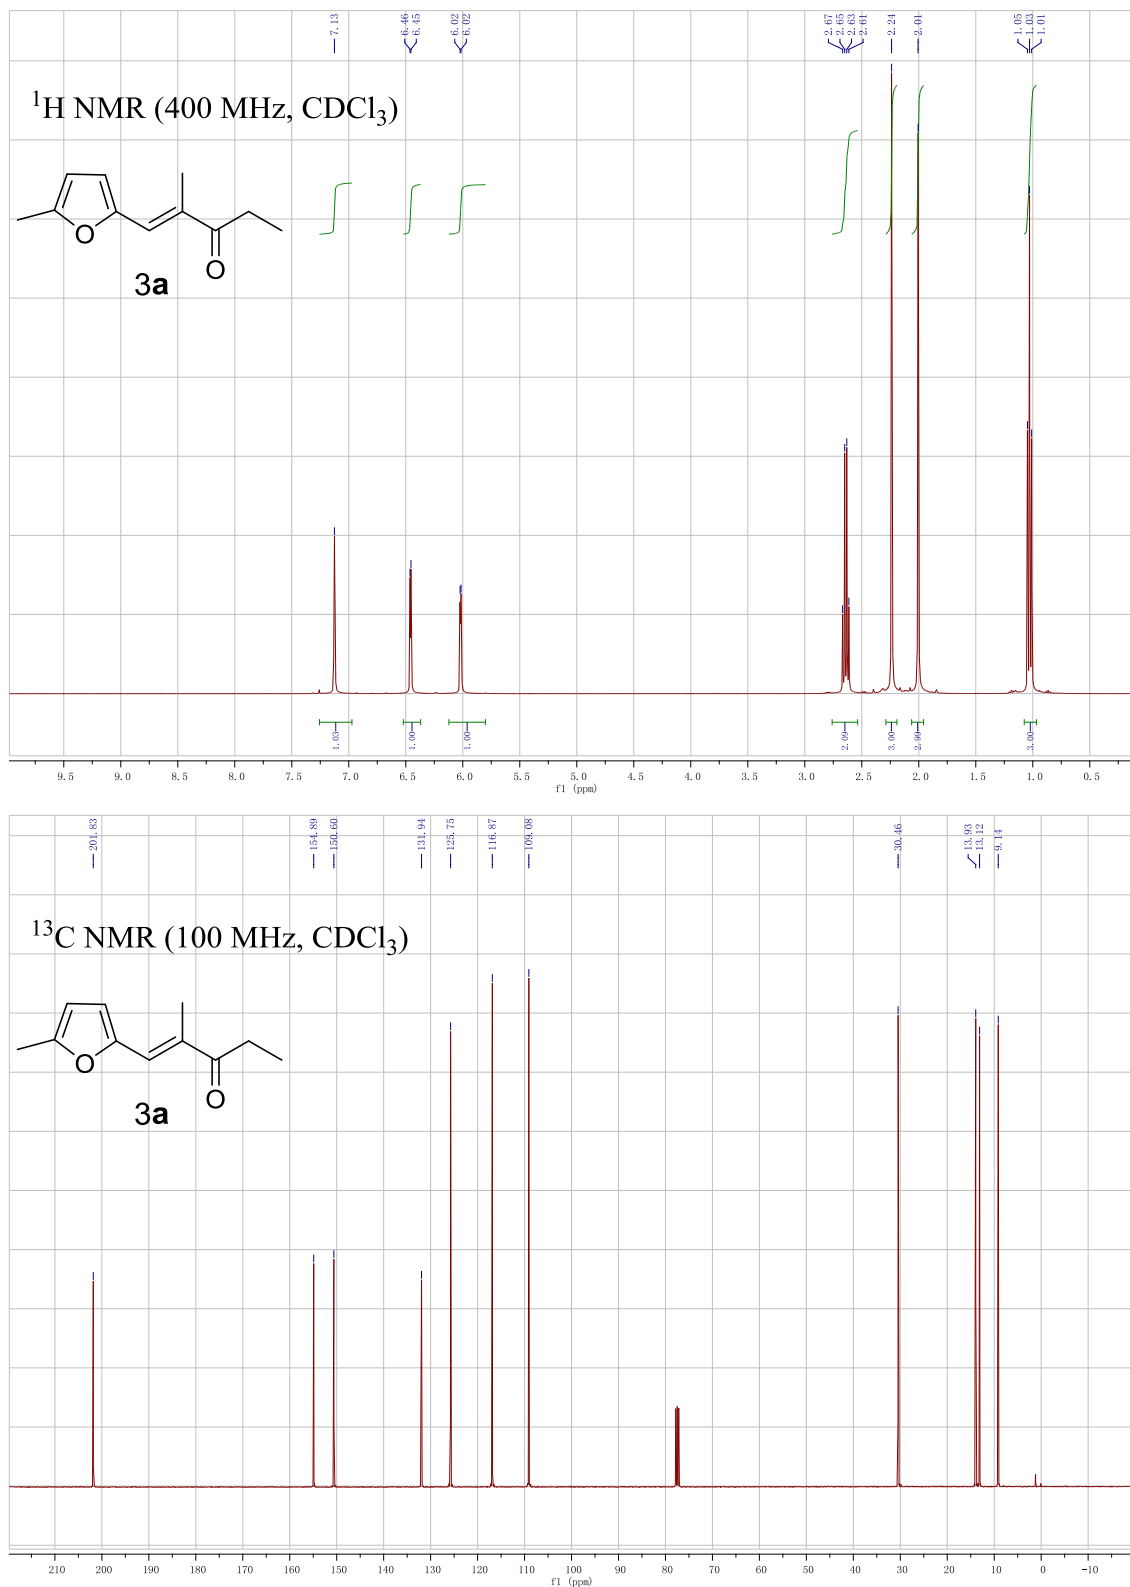 7.13
6.46
6.45
6.02
6.02
2.67
2.65
2.63
2.61
2.24
2.01
1.05
1.03
1.01
¹H NMR (400 MHz, CDCl₃)
O
O
3a
1.03
1.00
1.00
2.09
3.00
2.99
3.00
9.5 9.0 8.5 8.0 7.5 7.0 6.5 6.0 5.5 5.0 4.5 4.0 3.5 3.0 2.5 2.0 1.5 1.0 0.5
f1 (ppm)
201.83
154.89
150.60
131.94
125.75
116.87
109.08
30.46
13.93
13.12
9.14
¹³C NMR (100 MHz, CDCl₃)
O
O
3a
210 200 190 180 170 160 150 140 130 120 110 100 90 80 70 60 50 40 30 20 10 0 -10
f1 (ppm)